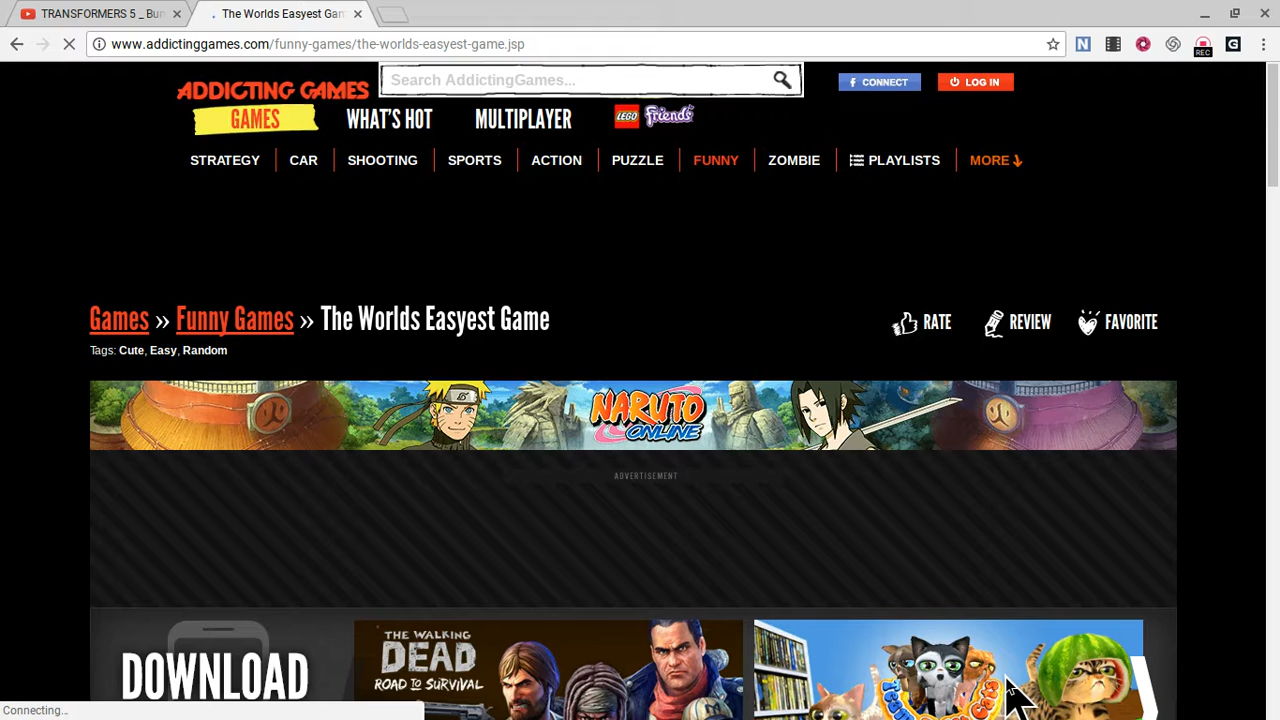 TRANSFORMERS 5 _ Bu
The Worlds Easyest Gam
www.addictinggames.com/funny-games/the-worlds-easyest-game.jsp
N
REC
G
ADDICTING GAMES
Search AddictingGames...
f CONNECT
LOG IN
GAMES
WHAT'S HOT
MULTIPLAYER
LEGO Friends
STRATEGY
CAR
SHOOTING
SPORTS
ACTION
PUZZLE
FUNNY
ZOMBIE
PLAYLISTS
MORE
Games » Funny Games » The Worlds Easyest Game
RATE
REVIEW
FAVORITE
Tags: Cute, Easy, Random
NARUTO
ONLINE
ADVERTISEMENT
DOWNLOAD
THE WALKING
DEAD
ROAD TO SURVIVAL
Connecting...